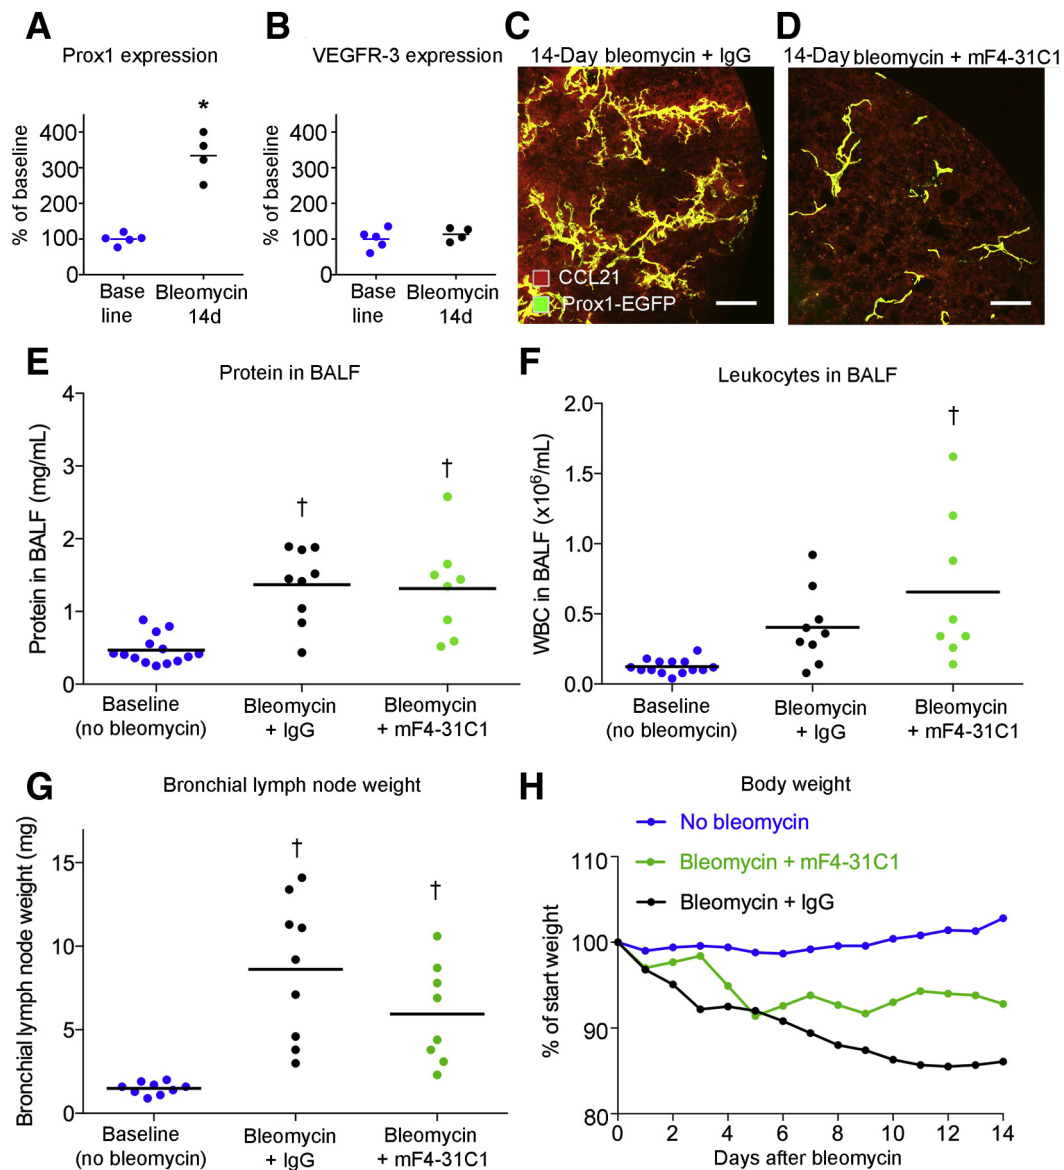 A
Prox1 expression
*
% of baseline
400
300
200
100
0
Base
line
Bleomycin
14d
B
VEGFR-3 expression
% of baseline
400
300
200
100
0
Base
line
Bleomycin
14d
C
14-Day bleomycin + IgG
CCL21
Prox1-EGFP
D
14-Day bleomycin + mF4-31C1
E
Protein in BALF
Protein in BALF (mg/mL)
4
3
2
1
0
†
†
Baseline
(no bleomycin)
Bleomycin
+ IgG
Bleomycin
+ mF4-31C1
F
Leukocytes in BALF
WBC in BALF (x10⁶/mL)
2.0
1.5
1.0
0.5
0.0
†
Baseline
(no bleomycin)
Bleomycin
+ IgG
Bleomycin
+ mF4-31C1
G
Bronchial lymph node weight
Bronchial lymph node weight (mg)
15
10
5
0
†
†
Baseline
(no bleomycin)
Bleomycin
+ IgG
Bleomycin
+ mF4-31C1
H
Body weight
No bleomycin
Bleomycin + mF4-31C1
Bleomycin + IgG
% of start weight
110
100
90
80
0 2 4 6 8 10 12 14
Days after bleomycin